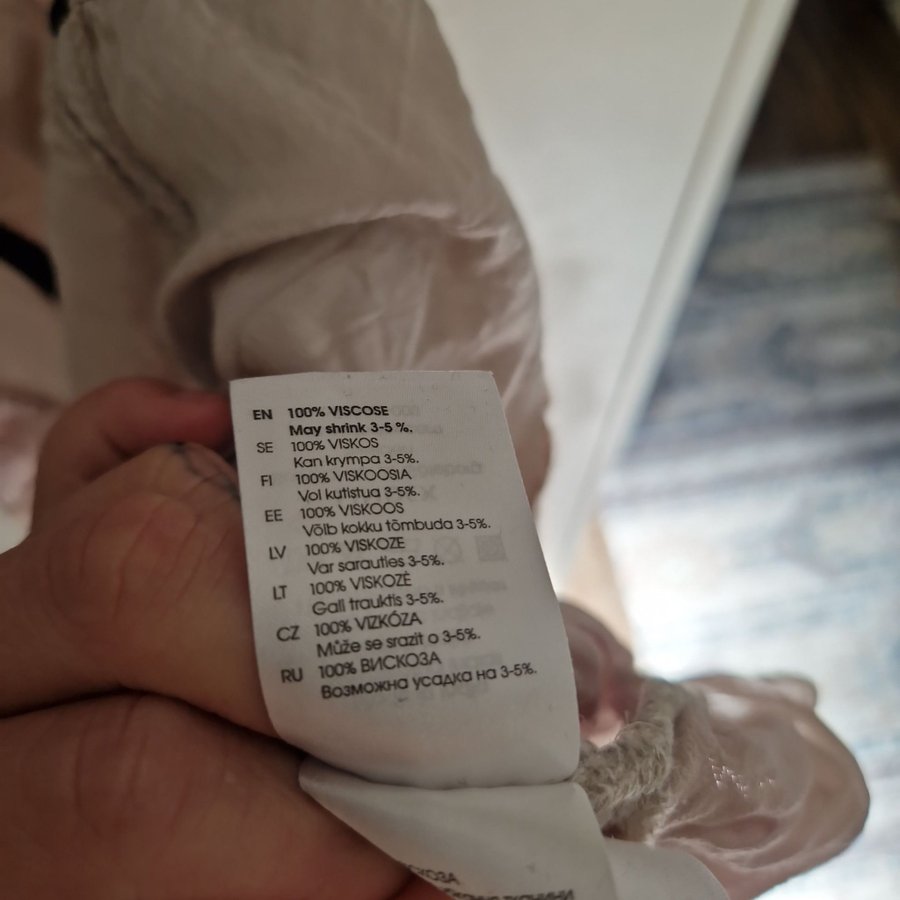 EN 100% VISCOSE
May shrink 3-5 %.
SE 100% VISKOS
Kan krympa 3-5%.
FI 100% VISKOOSIA
Voi kutistua 3-5%.
EE 100% VISKOOS
Võib kokku tõmbuda 3-5%.
LV 100% VISKOZE
Var sarauties 3-5%.
LT 100% VISKOZĖ
Gali trauktis 3-5%.
CZ 100% VIZKÓZA
Může se srazit o 3-5%.
RU 100% ВИСКОЗА
Возможна усадка на 3-5%.